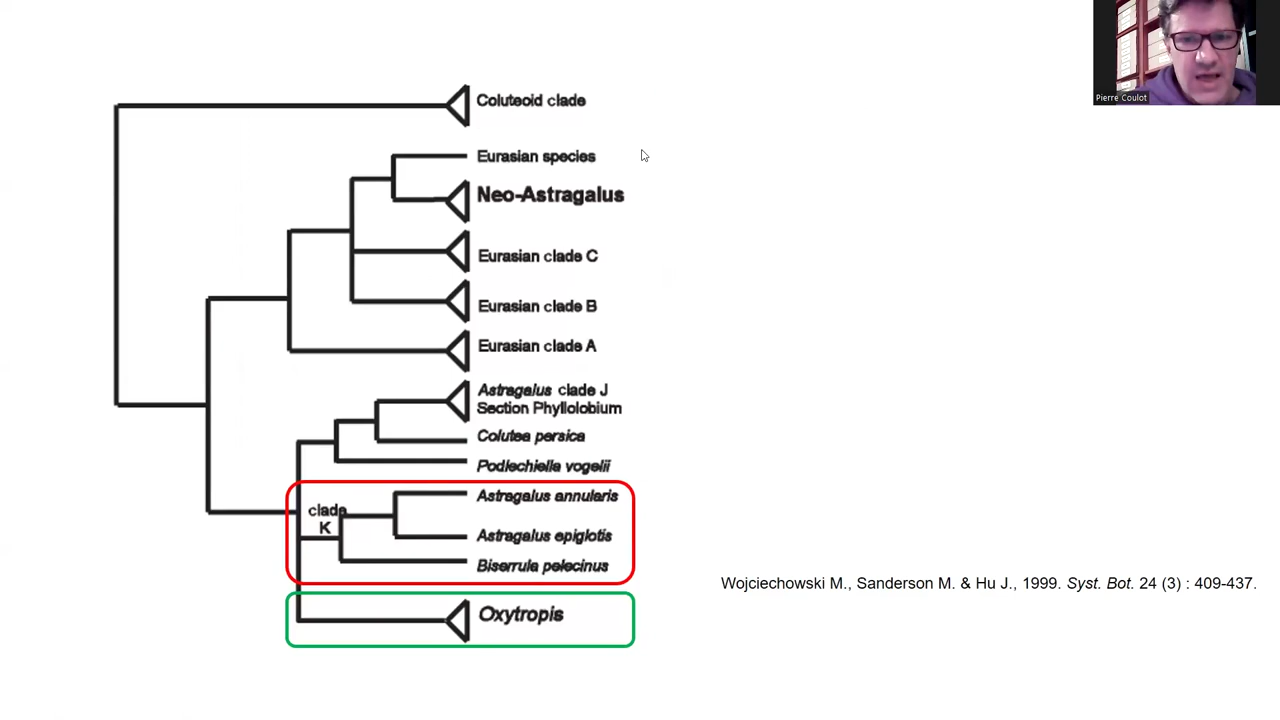 Pierre Coulot
Coluteoid clade
Eurasian species
Neo-Astragalus
Eurasian clade C
Eurasian clade B
Eurasian clade A
Astragalus clade J
Section Phyllolobium
Colutea persica
Podlechiella vogelii
Astragalus annularis
clade
K
Astragalus epiglotis
Biserrula pelecinus
Wojciechowski M., Sanderson M. & Hu J., 1999. Syst. Bot. 24 (3) : 409-437.
Oxytropis